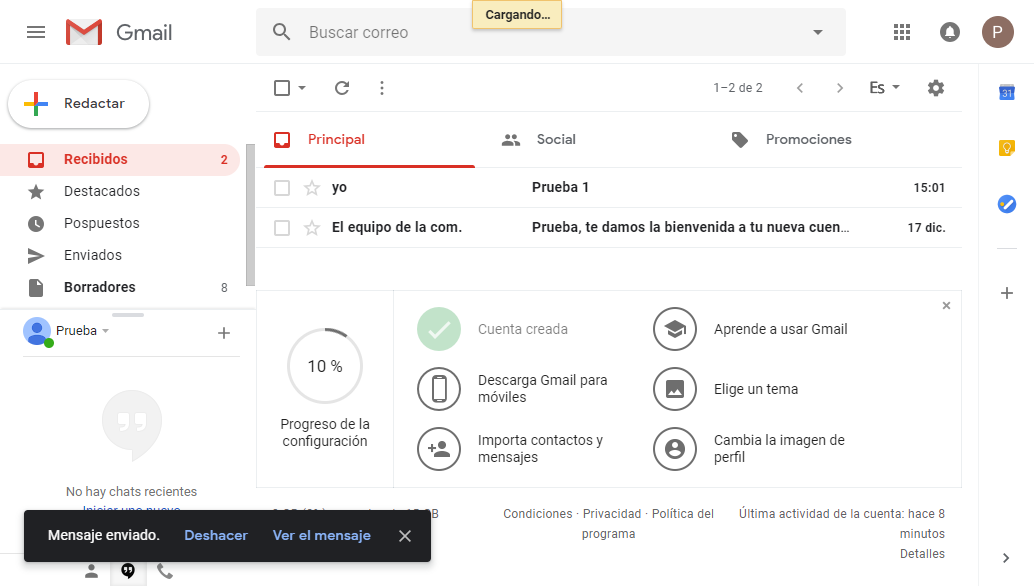 Cargando...
Gmail
Buscar correo
P
Redactar
1–2 de 2
Es
31
Principal
Social
Promociones
Recibidos 2
Destacados
Pospuestos
Enviados
Borradores 8
yo Prueba 1 15:01
El equipo de la com. Prueba, te damos la bienvenida a tu nueva cuen... 17 dic.
Prueba
No hay chats recientes
10 %
Progreso de la
configuración
Cuenta creada
Aprende a usar Gmail
Descarga Gmail para
móviles
Elige un tema
Importa contactos y
mensajes
Cambia la imagen de
perfil
Condiciones · Privacidad · Política del
programa
Última actividad de la cuenta: hace 8
minutos
Detalles
Mensaje enviado. Deshacer Ver el mensaje